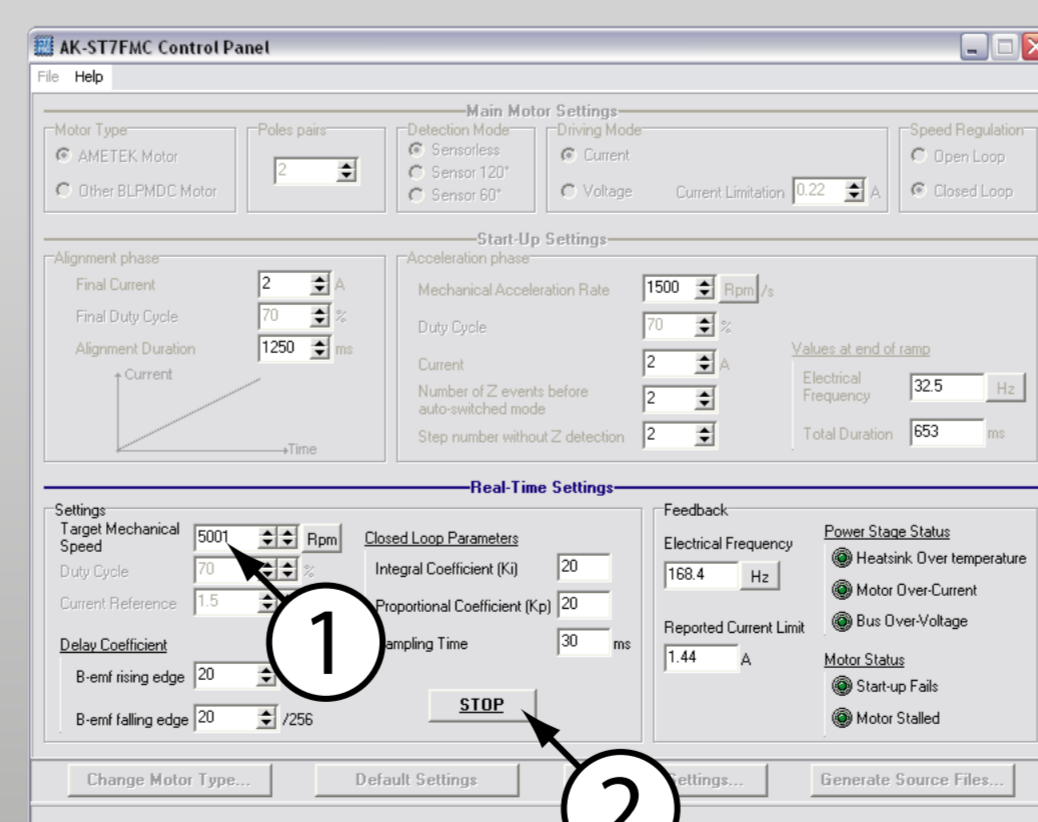 AK-ST7FMC Control Panel
File Help
Main Motor Settings
Motor Type
AMETEK Motor
Other BLPMDC Motor
Poles pairs
2
Detection Mode
Sensorless
Sensor 120°
Sensor 60°
Driving Mode
Current
Voltage
Current Limitation 0.22 A
Speed Regulation
Open Loop
Closed Loop
Start-Up Settings
Alignment phase
Final Current 2 A
Final Duty Cycle 70 %
Alignment Duration 1250 ms
Current
Time
Acceleration phase
Mechanical Acceleration Rate 1500 Rpm /s
Duty Cycle 70 %
Current 2 A
Number of Z events before
auto-switched mode 2
Step number without Z detection 2
Values at end of ramp
Electrical
Frequency 32.5 Hz
Total Duration 653 ms
Real-Time Settings
Settings
Target Mechanical
Speed 5001 Rpm
Duty Cycle 70 %
Current Reference 1.5
Delay Coefficient
B-emf rising edge 20
B-emf falling edge 20 /256
Closed Loop Parameters
Integral Coefficient (Ki) 20
Proportional Coefficient (Kp) 20
ampling Time 30 ms
STOP
1
2
Feedback
Electrical Frequency
168.4 Hz
Reported Current Limit
1.44 A
Power Stage Status
Heatsink Over temperature
Motor Over-Current
Bus Over-Voltage
Motor Status
Start-up Fails
Motor Stalled
Change Motor Type... Default Settings Settings... Generate Source Files...